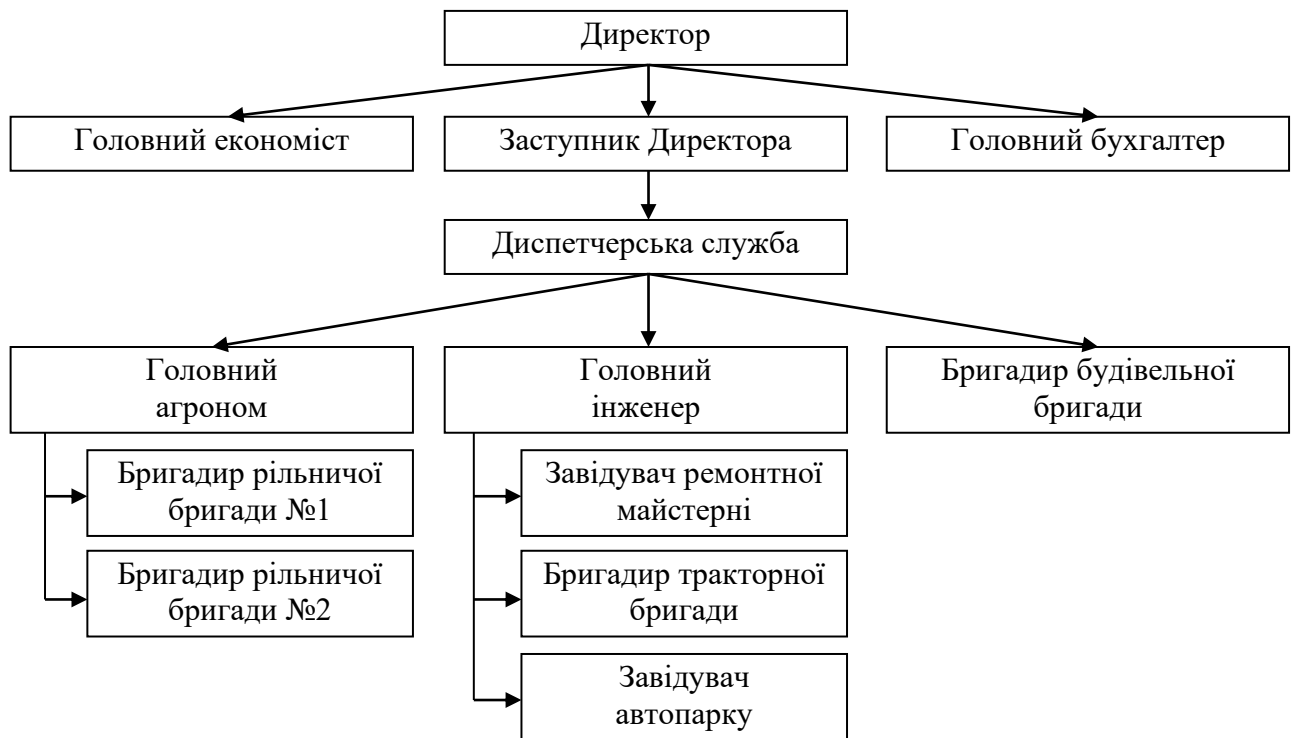 Директор
Головний економіст
Заступник Директора
Головний бухгалтер
Диспетчерська служба
Головний
агроном
Головний
інженер
Бригадир будівельної
бригади
Бригадир рільничої
бригади №1
Завідувач ремонтної
майстерні
Бригадир рільничої
бригади №2
Бригадир тракторної
бригади
Завідувач
автопарку